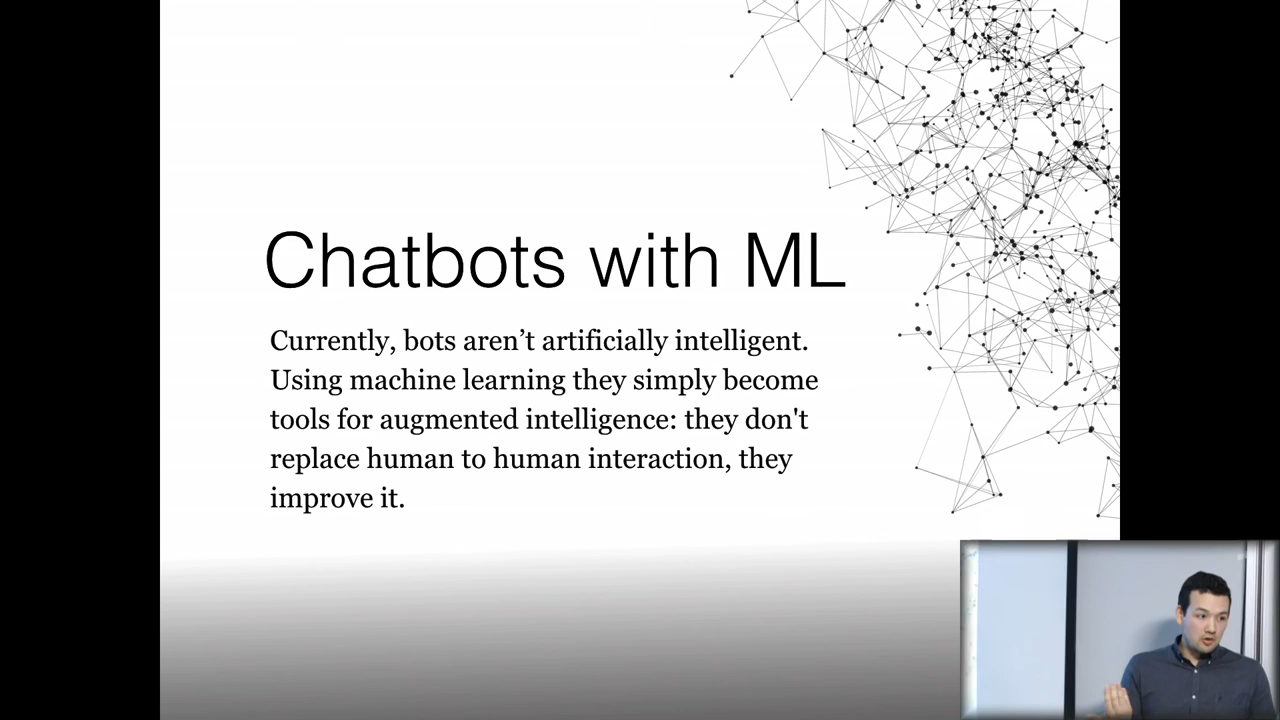 Chatbots with ML
Currently, bots aren’t artificially intelligent.
Using machine learning they simply become
tools for augmented intelligence: they don't
replace human to human interaction, they
improve it.